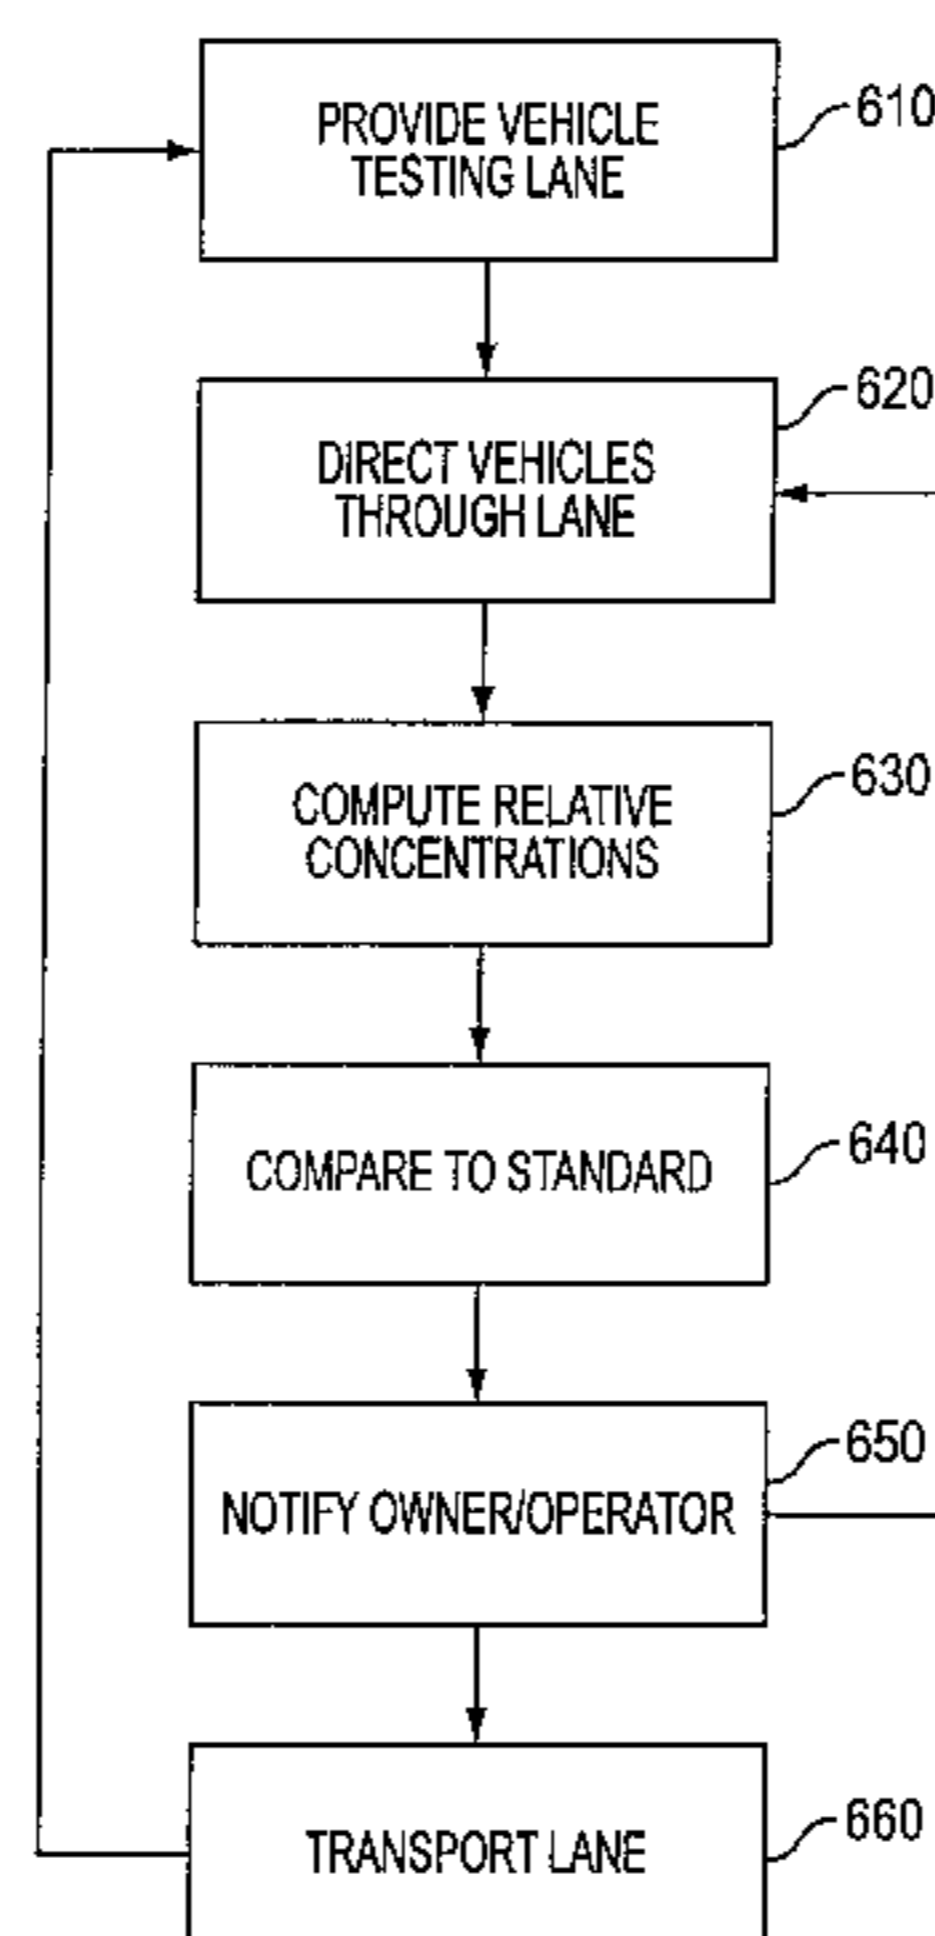 PROVIDE VEHICLE
TESTING LANE
610
DIRECT VEHICLES
THROUGH LANE
620
COMPUTE RELATIVE
CONCENTRATIONS
630
COMPARE TO STANDARD
640
NOTIFY OWNER/OPERATOR
650
TRANSPORT LANE
660